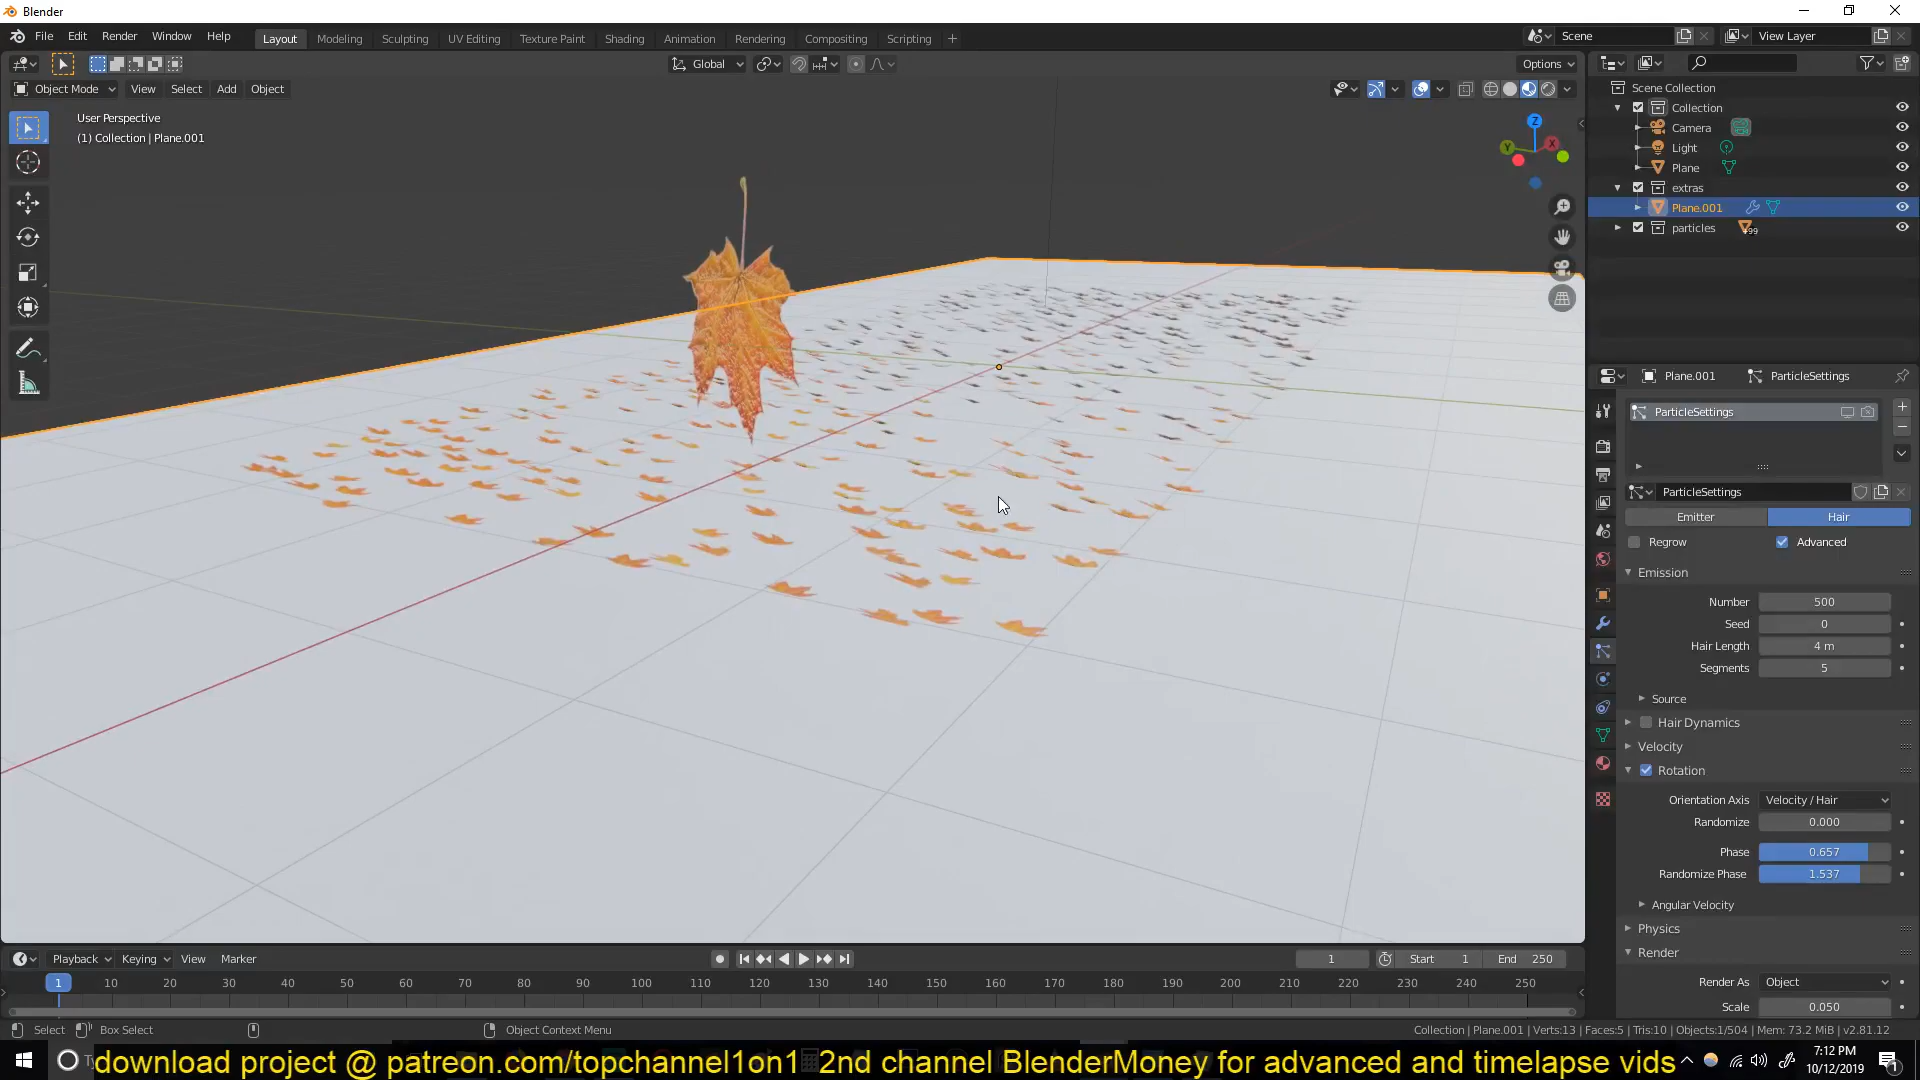 Blender
File Edit Render Window Help
Layout Modeling Sculpting UV Editing Texture Paint Shading Animation Rendering Compositing Scripting +
Scene
View Layer
Global
Options
Object Mode View Select Add Object
User Perspective
(1) Collection | Plane.001
Z
Y
X
Scene Collection
Collection
Camera
Light
Plane
extras
Plane.001
particles
99
Plane.001
ParticleSettings
ParticleSettings
ParticleSettings
Emitter Hair
Regrow Advanced
Emission
Number 500
Seed 0
Hair Length 4 m
Segments 5
Source
Hair Dynamics
Velocity
Rotation
Orientation Axis Velocity / Hair
Randomize 0.000
Phase 0.657
Randomize Phase 1.537
Angular Velocity
Physics
Render
Render As Object
Scale 0.050
Playback Keying View Marker
1 Start 1 End 250
1 10 20 30 40 50 60 70 80 90 100 110 120 130 140 150 160 170 180 190 200 210 220 230 240 250
Select Box Select Object Context Menu
Collection | Plane.001 | Verts:13 | Faces:5 | Tris:10 | Objects:1/504 | Mem: 73.2 MiB | v2.81.12
download project @ patreon.com/topchannel1on1 2nd channel BlenderMoney for advanced and timelapse vids
7:12 PM
10/12/2019
1